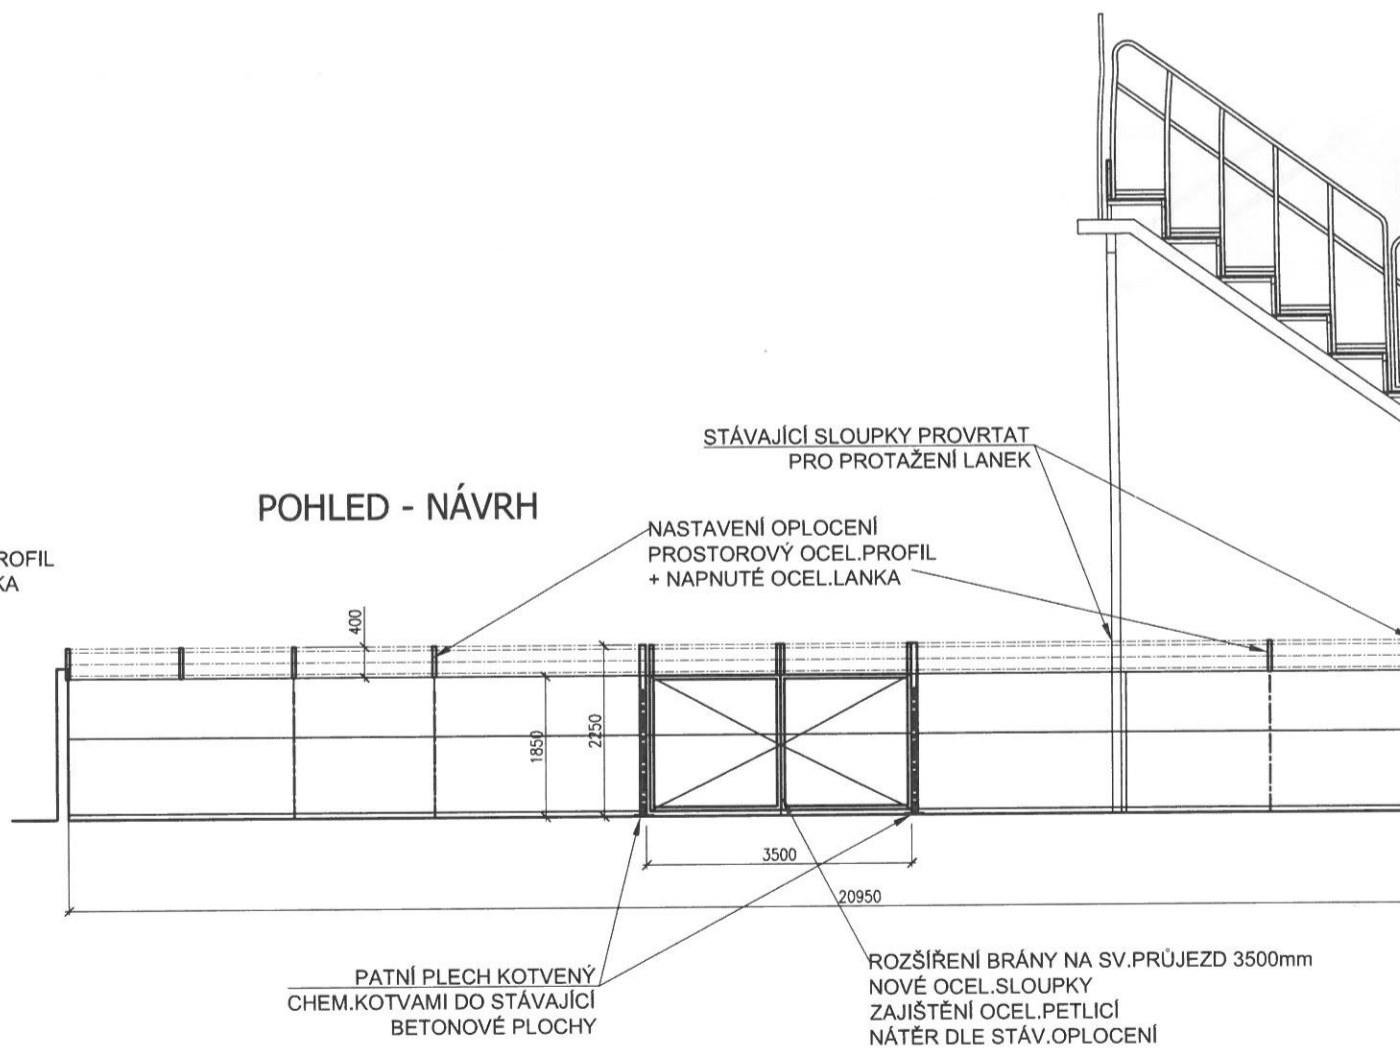 STÁVAJÍCÍ SLOUPKY PROVRTAT
PRO PROTAŽENÍ LANEK
POHLED - NÁVRH
NASTAVENÍ OPLOCENÍ
PROSTOROVÝ OCEL.PROFIL
+ NAPNUTÉ OCEL.LANKA
ROFIL
KA
400
1850
2250
3500
20950
PATNÍ PLECH KOTVENÝ
CHEM.KOTVAMI DO STÁVAJÍCÍ
BETONOVÉ PLOCHY
ROZŠÍŘENÍ BRÁNY NA SV.PRŮJEZD 3500mm
NOVÉ OCEL.SLOUPKY
ZAJIŠTĚNÍ OCEL.PETLICÍ
NÁTĚR DLE STÁV.OPLOCENÍ